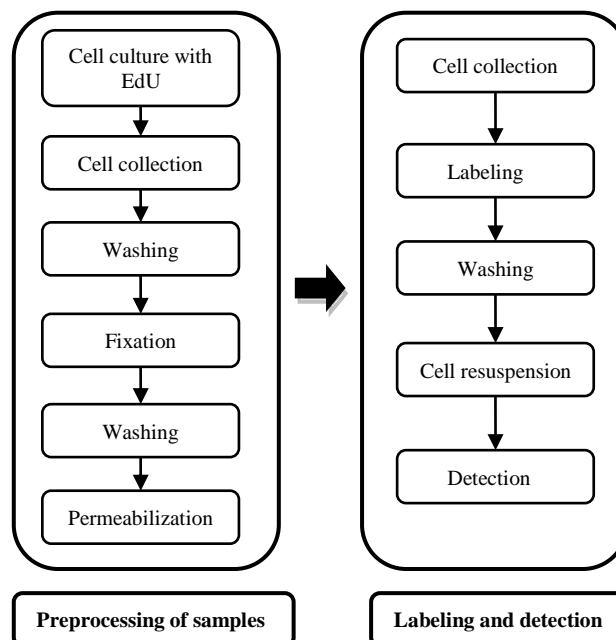 Cell culture with
EdU
Cell collection
Washing
Fixation
Washing
Permeabilization
Preprocessing of samples
Cell collection
Labeling
Washing
Cell resuspension
Detection
Labeling and detection